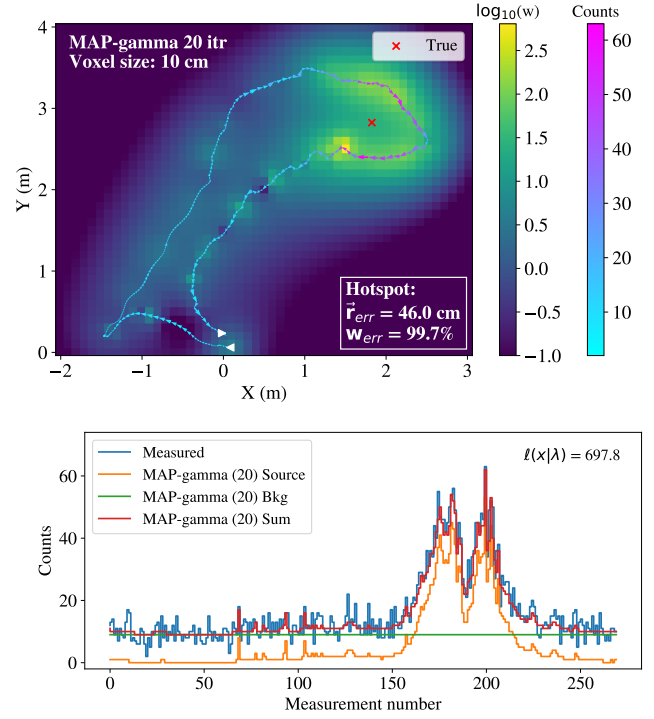 log₁₀(w) Counts
MAP-gamma 20 itr
Voxel size: 10 cm
True
Hotspot:
r⃗_err = 46.0 cm
w_err = 99.7%
Y (m)
4
3
2
1
0
−2 −1 0 1 2 3
X (m)
2.5
2.0
1.5
1.0
0.5
0.0
−0.5
−1.0
60
50
40
30
20
10
Measured
MAP-gamma (20) Source
MAP-gamma (20) Bkg
MAP-gamma (20) Sum
ℓ(x|λ) = 697.8
Counts
60
40
20
0
0 50 100 150 200 250
Measurement number